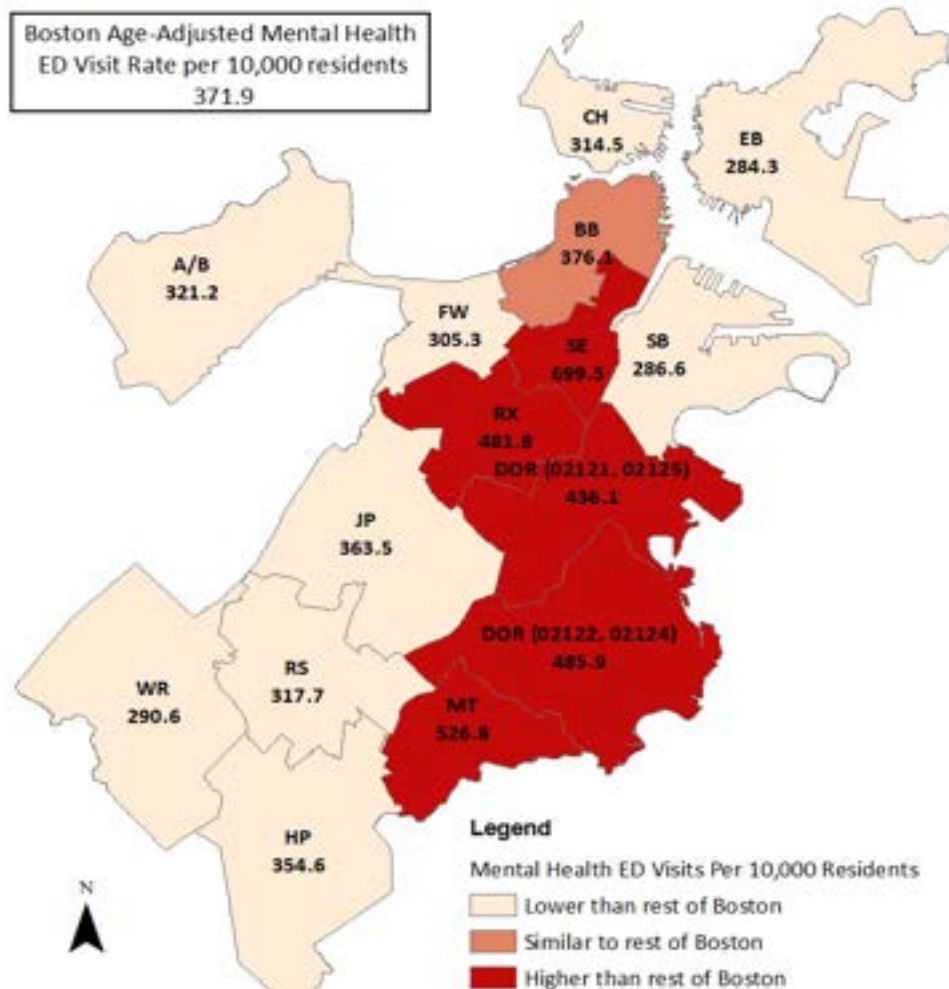 Boston Age-Adjusted Mental Health
ED Visit Rate per 10,000 residents
371.9
CH
314.5
EB
284.3
BB
376.1
A/B
321.2
FW
305.3
SE
699.5
SB
286.6
RX
481.8
DOR (02121, 02125)
436.1
JP
363.5
DOR (02122, 02124)
485.9
RS
317.7
WR
290.6
MT
526.8
HP
354.6
N
Legend
Mental Health ED Visits Per 10,000 Residents
Lower than rest of Boston
Similar to rest of Boston
Higher than rest of Boston